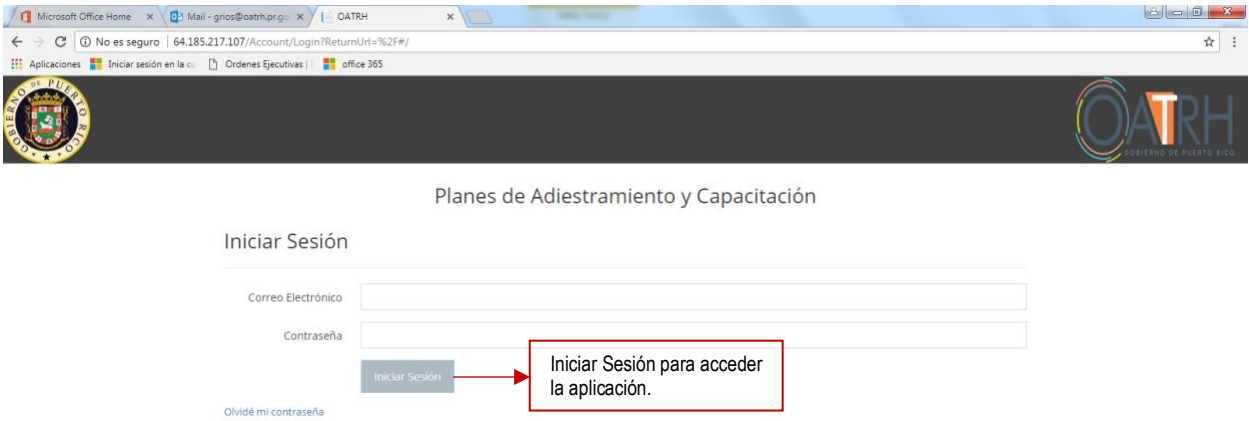 Microsoft Office Home
Mail - grios@oatrh.pr.go
OATRH
No es seguro | 64.185.217.107/Account/Login?ReturnUrl=%2F#/
Aplicaciones
Iniciar sesión en la cu
Ordenes Ejecutivas |
office 365
GOBIERNO DE PUERTO RICO
OATRH
GOBIERNO DE PUERTO RICO
Planes de Adiestramiento y Capacitación
Iniciar Sesión
Correo Electrónico
Contraseña
Iniciar Sesión
Iniciar Sesión para acceder
la aplicación.
Olvidé mi contraseña